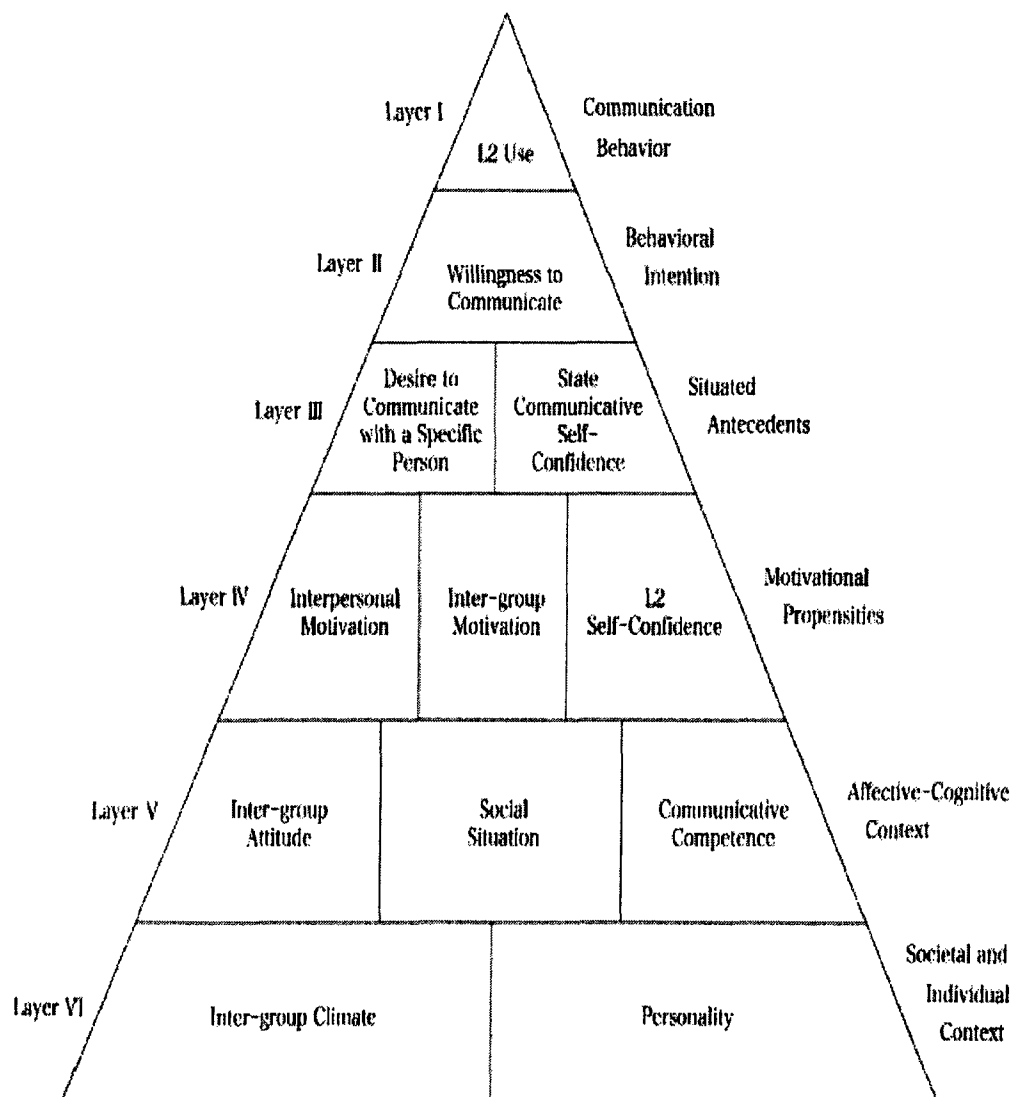 Layer I
Communication
Behavior
L2 Use
Layer II
Behavioral
Intention
Willingness to
Communicate
Layer III
Desire to
Communicate
with a Specific
Person
State
Communicative
Self-
Confidence
Situated
Antecedents
Layer IV
Interpersonal
Motivation
Inter-group
Motivation
L2
Self-Confidence
Motivational
Propensities
Layer V
Inter-group
Attitude
Social
Situation
Communicative
Competence
Affective-Cognitive
Context
Layer VI
Inter-group Climate
Personality
Societal and
Individual
Context